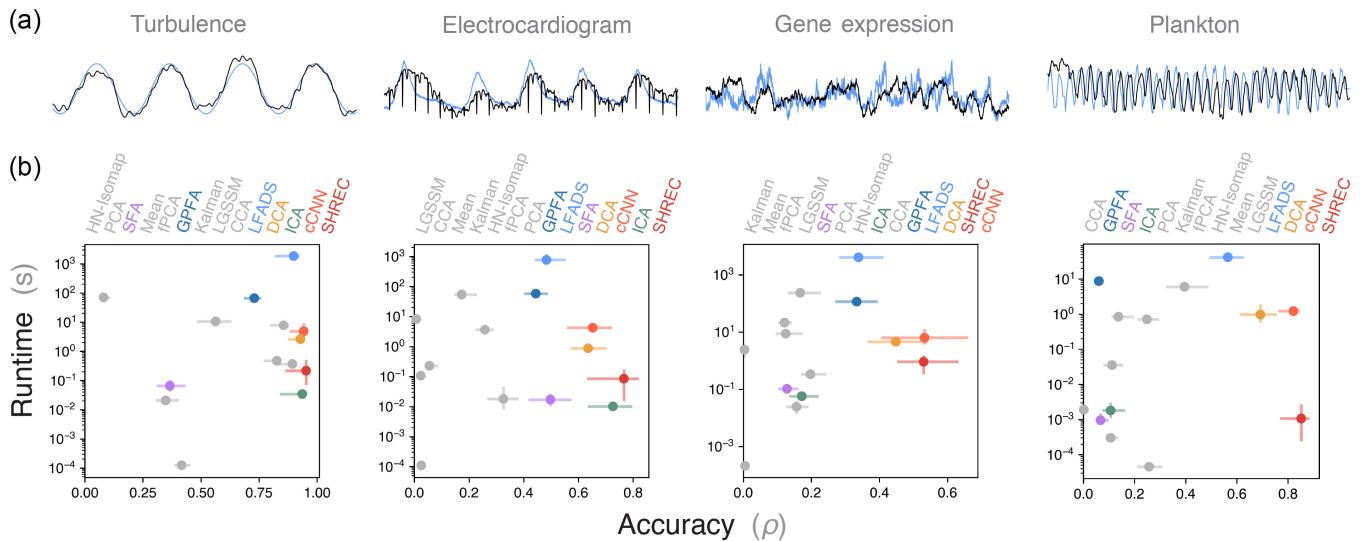 (a)
Turbulence
Electrocardiogram
Gene expression
Plankton
(b)
HN-Isomap
PCA
SFA
Mean
fPCA
GPFA
Kalman
LGSSM
CCA
LFADS
DCA
ICA
cCNN
SHREC
LGSSM
CCA
Mean
Kalman
HN-Isomap
fPCA
PCA
GPFA
LFADS
SFA
DCA
cCNN
ICA
SHREC
Kalman
Mean
fPCA
LGSSM
SFA
PCA
HN-Isomap
ICA
CCA
GPFA
LFADS
DCA
SHREC
cCNN
CCA
GPFA
SFA
ICA
PCA
Kalman
fPCA
HN-Isomap
Mean
LGSSM
LFADS
DCA
cCNN
SHREC
Runtime (s)
10³
10²
10¹
10⁰
10⁻¹
10⁻²
10⁻³
10⁻⁴
0.00 0.25 0.50 0.75 1.00
10³
10²
10¹
10⁰
10⁻¹
10⁻²
10⁻³
10⁻⁴
0.0 0.2 0.4 0.6 0.8
10³
10¹
10⁻¹
10⁻³
0.0 0.2 0.4 0.6
10¹
10⁰
10⁻¹
10⁻²
10⁻³
10⁻⁴
0.0 0.2 0.4 0.6 0.8
Accuracy (ρ)